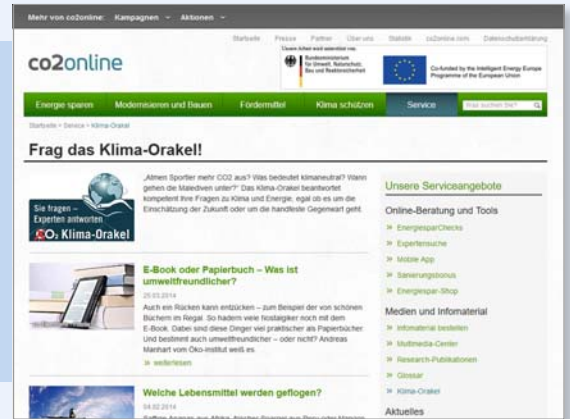 Mehr von co2online: Kampagnen Aktionen
Startseite Presse Partner Über uns Statistik co2online.com Datenschutzerklärung
Unsere Arbeit wird unterstützt von:
co2online
Bundesministerium
für Umwelt, Naturschutz,
Bau und Reaktorsicherheit
Co-funded by the Intelligent Energy Europe
Programme of the European Union
Energie sparen Modernisieren und Bauen Fördermittel Klima schützen Service Was suchen Sie?
Startseite > Service > Klima-Orakel
Frag das Klima-Orakel!
„Atmen Sportler mehr CO2 aus? Was bedeutet klimaneutral? Wann
gehen die Malediven unter?“ Das Klima-Orakel beantwortet
kompetent Ihre Fragen zu Klima und Energie, egal ob es um die
Einschätzung der Zukunft oder um die handfeste Gegenwart geht.
Sie fragen –
Experten antworten
CO₂ Klima-Orakel
E-Book oder Papierbuch – Was ist
umweltfreundlicher?
25.03.2014
Auch ein Rücken kann entzücken – zum Beispiel der von schönen
Büchern im Regal. So hadern viele Nostalgiker noch mit dem
E-Book. Dabei sind diese Dinger viel praktischer als Papierbücher.
Und bestimmt auch umweltfreundlicher – oder nicht? Andreas
Manhart vom Öko-Institut weiß es.
» weiterlesen
Welche Lebensmittel werden geflogen?
04.02.2014
Unsere Serviceangebote
Online-Beratung und Tools
» EnergiesparChecks
» Expertensuche
» Mobile App
» Sanierungsbonus
» Energiespar-Shop
Medien und Infomaterial
» Infomaterial bestellen
» Multimedia-Center
» Research-Publikationen
» Glossar
» Klima-Orakel
Aktuelles